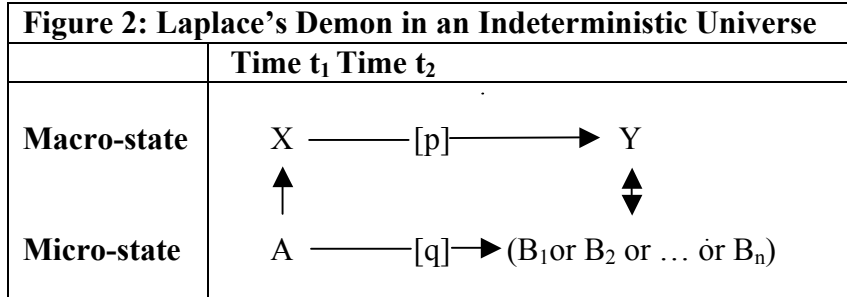 Figure 2: Laplace’s Demon in an Indeterministic Universe
Time t₁ Time t₂
Macro-state X [p] Y
Micro-state A [q] (B₁or B₂ or … or Bₙ)